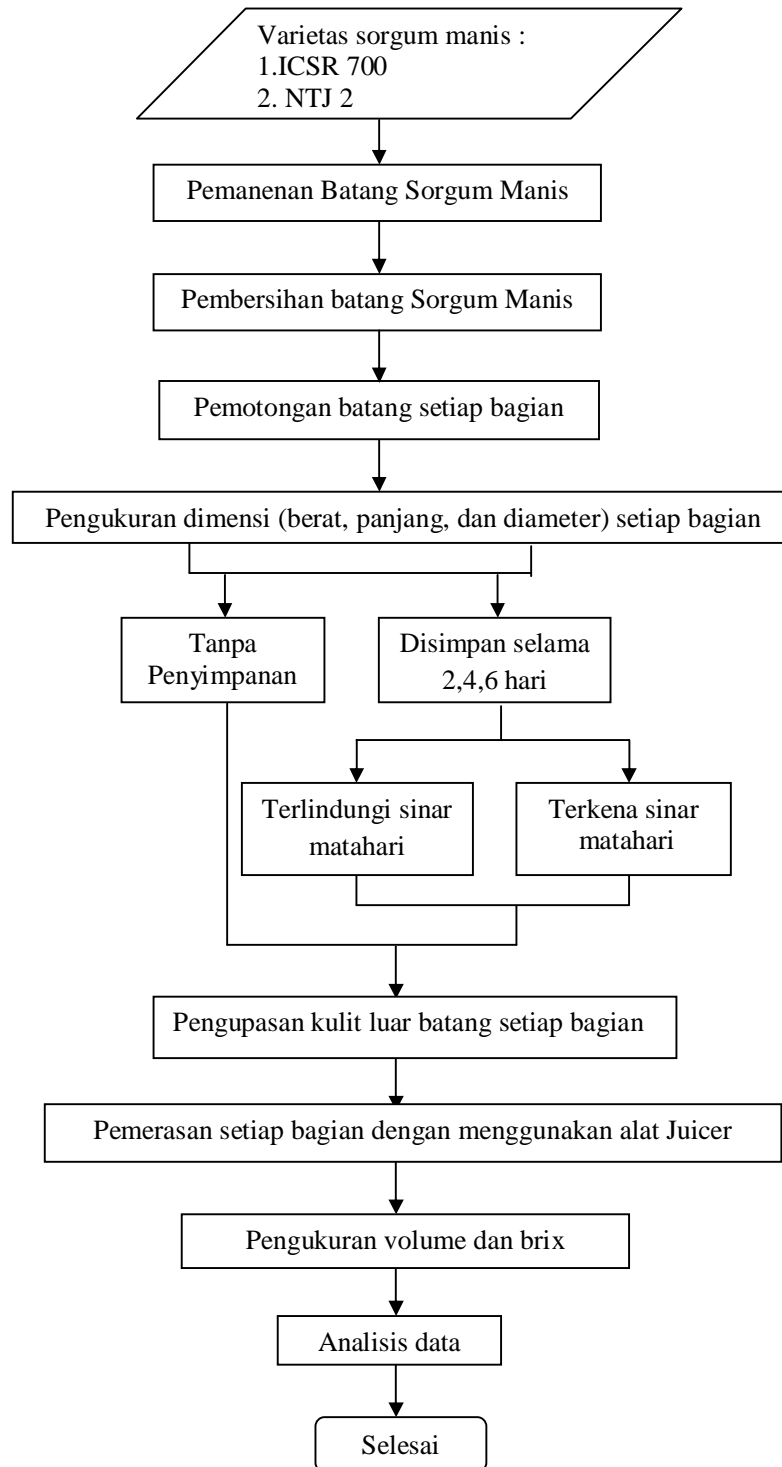 Varietas sorgum manis :
1.ICSR 700
2. NTJ 2
Pemanenan Batang Sorgum Manis
Pembersihan batang Sorgum Manis
Pemotongan batang setiap bagian
Pengukuran dimensi (berat, panjang, dan diameter) setiap bagian
Tanpa
Penyimpanan
Disimpan selama
2,4,6 hari
Terlindungi sinar
matahari
Terkena sinar
matahari
Pengupasan kulit luar batang setiap bagian
Pemerasan setiap bagian dengan menggunakan alat Juicer
Pengukuran volume dan brix
Analisis data
Selesai